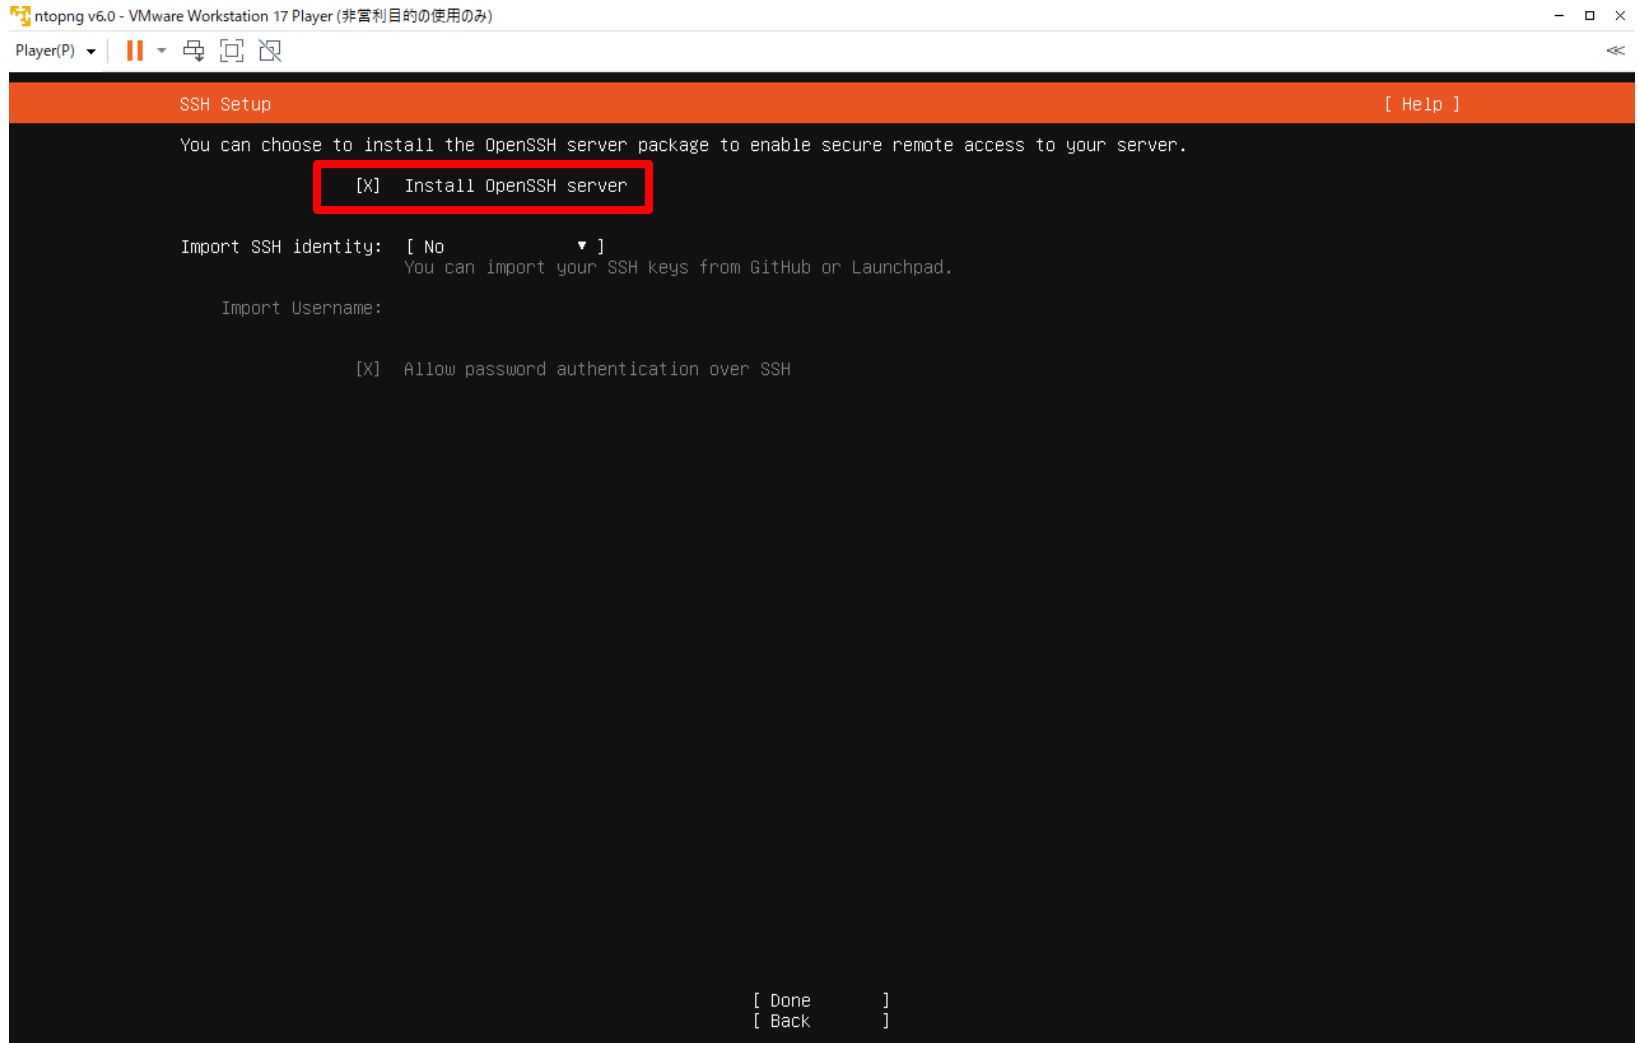 ntopng v6.0 - VMware Workstation 17 Player (非営利目的の使用のみ)
Player(P)
SSH Setup [ Help ]
You can choose to install the OpenSSH server package to enable secure remote access to your server.
[X] Install OpenSSH server
Import SSH identity: [ No ▾ ]
You can import your SSH keys from GitHub or Launchpad.
Import Username:
[X] Allow password authentication over SSH
[ Done ]
[ Back ]